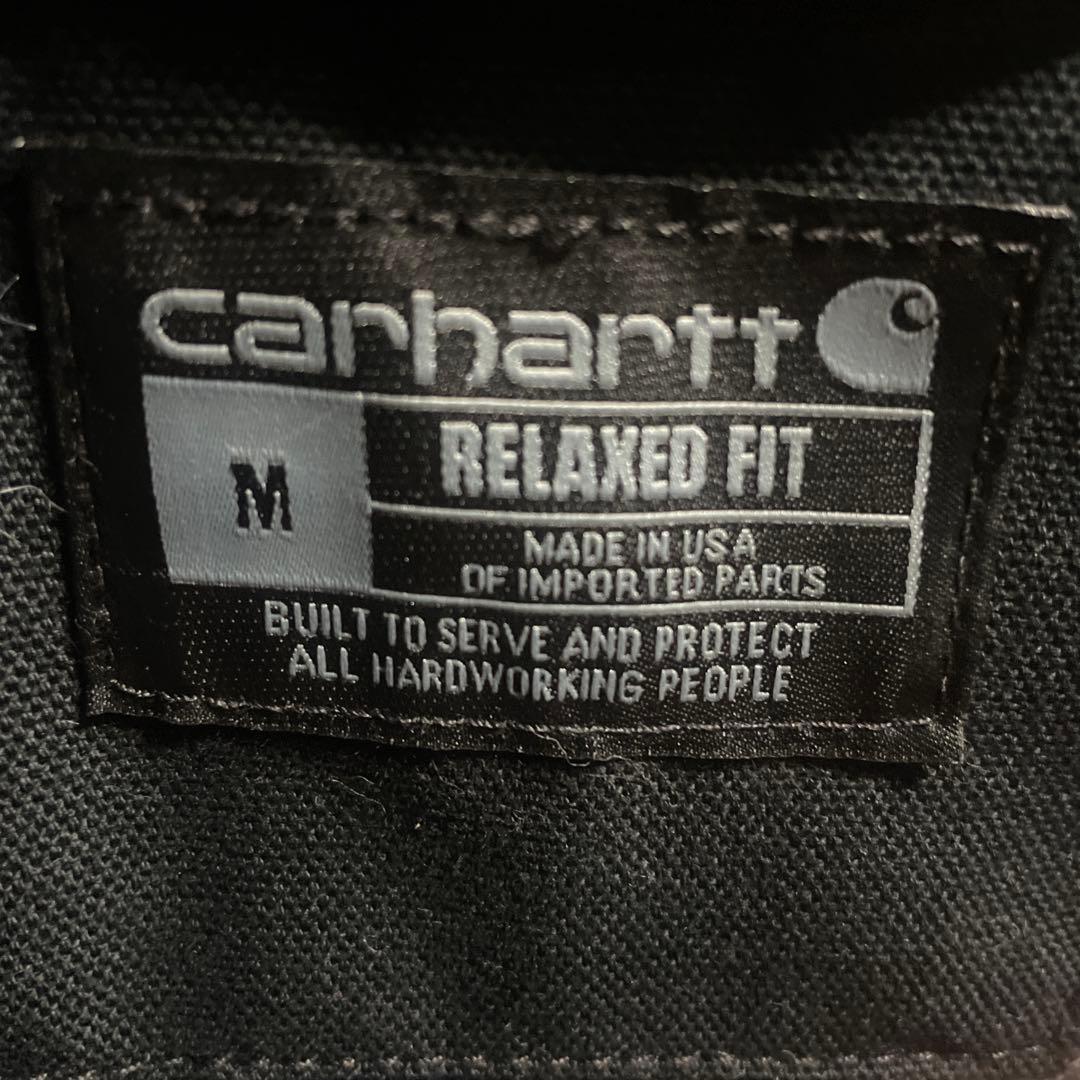 carhartt
M
RELAXED FIT
MADE IN USA
OF IMPORTED PARTS
BUILT TO SERVE AND PROTECT
ALL HARDWORKING PEOPLE